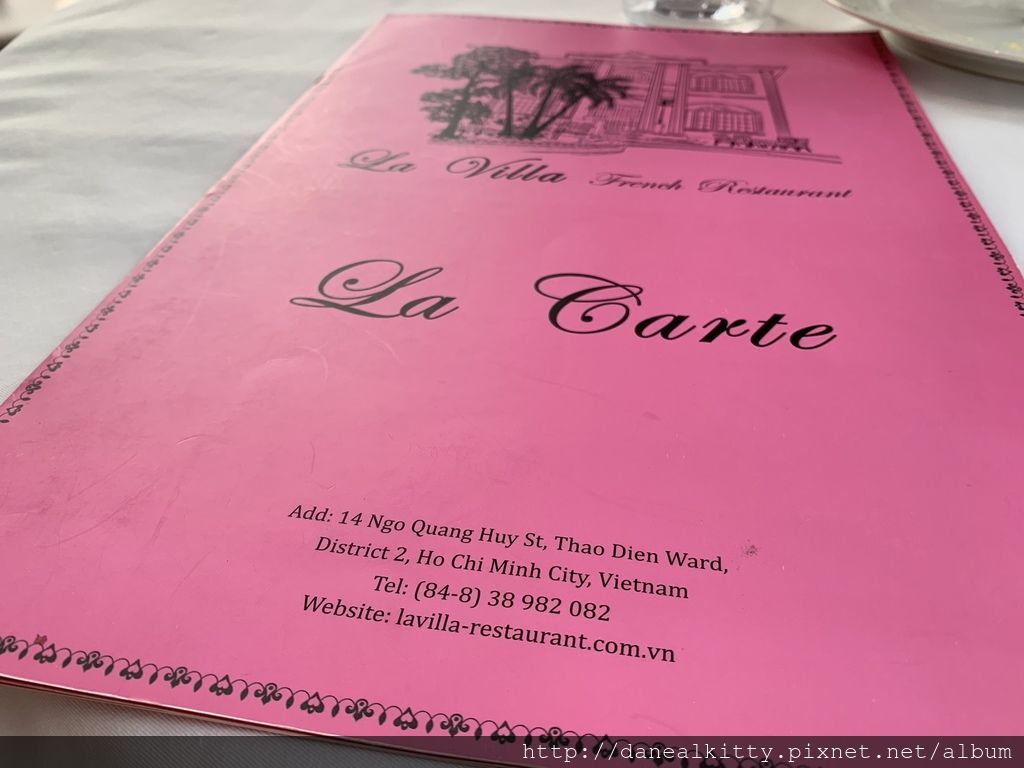 La Villa French Restaurant
La Carte
Add: 14 Ngo Quang Huy St, Thao Dien Ward,
District 2, Ho Chi Minh City, Vietnam
Tel: (84-8) 38 982 082
Website: lavilla-restaurant.com.vn
http://daneadkitty.pixnet.net/album